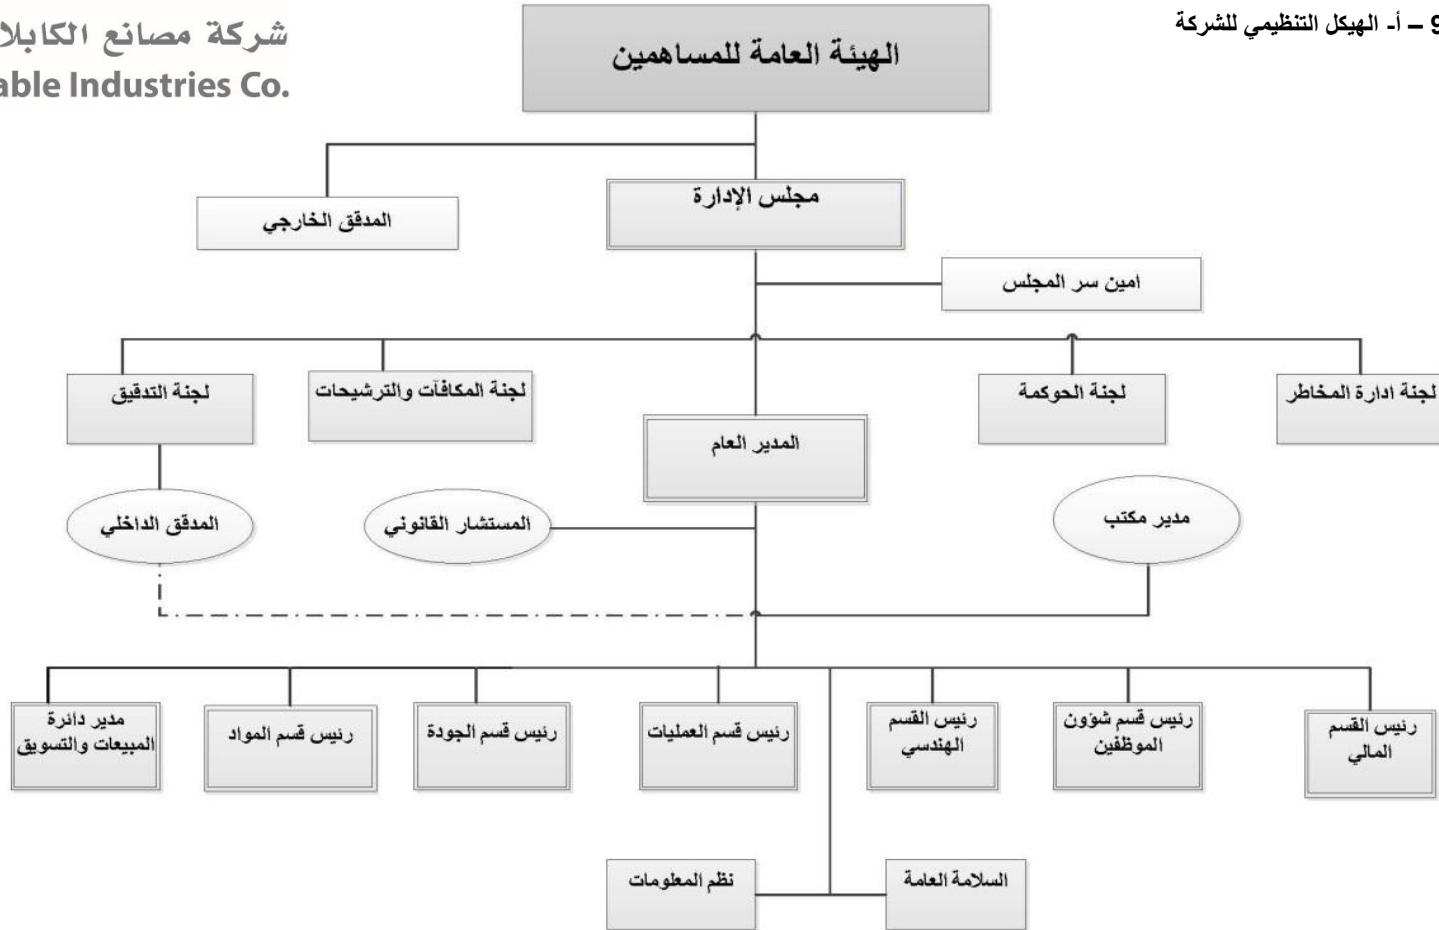 9 – أ- الهيكل التنظيمي للشركة
شركة مصانع الكابلا
able Industries Co.
الهيئة العامة للمساهمين
مجلس الإدارة
المدقق الخارجي
امين سر المجلس
لجنة ادارة المخاطر
لجنة الحوكمة
لجنة المكافآت والترشيحات
لجنة التدقيق
المدير العام
مدير مكتب
المستشار القانوني
المدقق الداخلي
رئيس القسم
المالي
رئيس قسم شؤون
الموظفين
رئيس القسم
الهندسي
رئيس قسم العمليات
رئيس قسم الجودة
رئيس قسم المواد
مدير دائرة
المبيعات والتسويق
السلامة العامة
نظم المعلومات